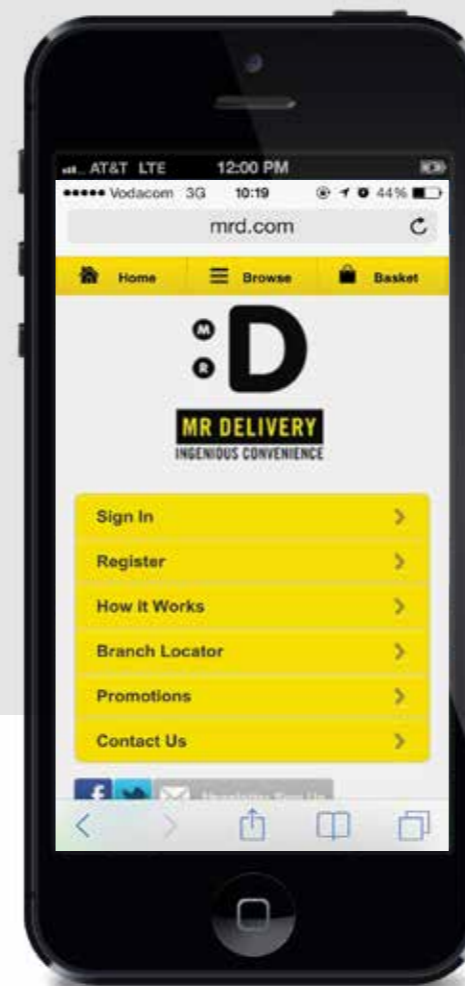 AT&T LTE 12:00 PM
Vodacom 3G 10:19 44%
mrd.com
Home Browse Basket
M
R
:D
MR DELIVERY
INGENIOUS CONVENIENCE
Sign In
Register
How it Works
Branch Locator
Promotions
Contact Us
f